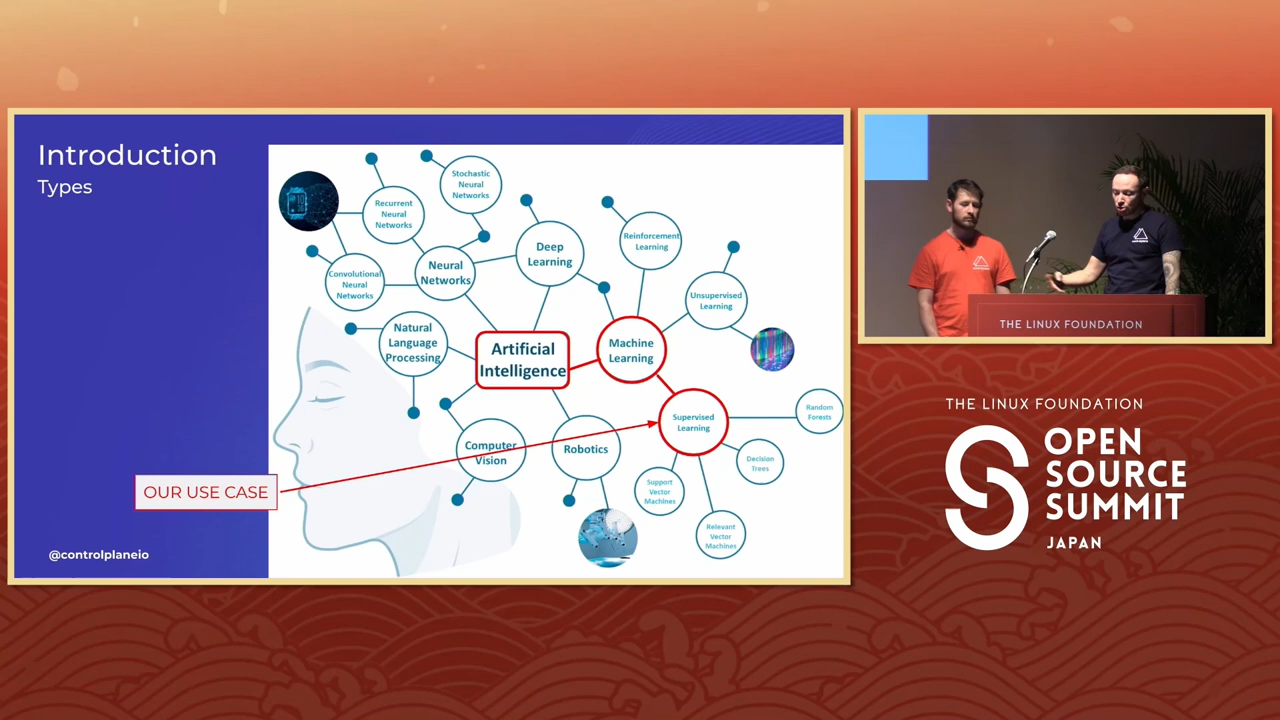 Introduction
Types
Stochastic
Neural
Networks
Recurrent
Neural
Networks
Deep
Learning
Reinforcement
Learning
Neural
Networks
Convolutional
Neural
Networks
Unsupervised
Learning
Natural
Language
Processing
Artificial
Intelligence
Machine
Learning
Supervised
Learning
Random
Forests
Computer
Vision
Robotics
Decision
Trees
Support
Vector
Machines
Relevant
Vector
Machines
OUR USE CASE
@controlplaneio
THE LINUX FOUNDATION
THE LINUX FOUNDATION
OPEN
SOURCE
SUMMIT
JAPAN